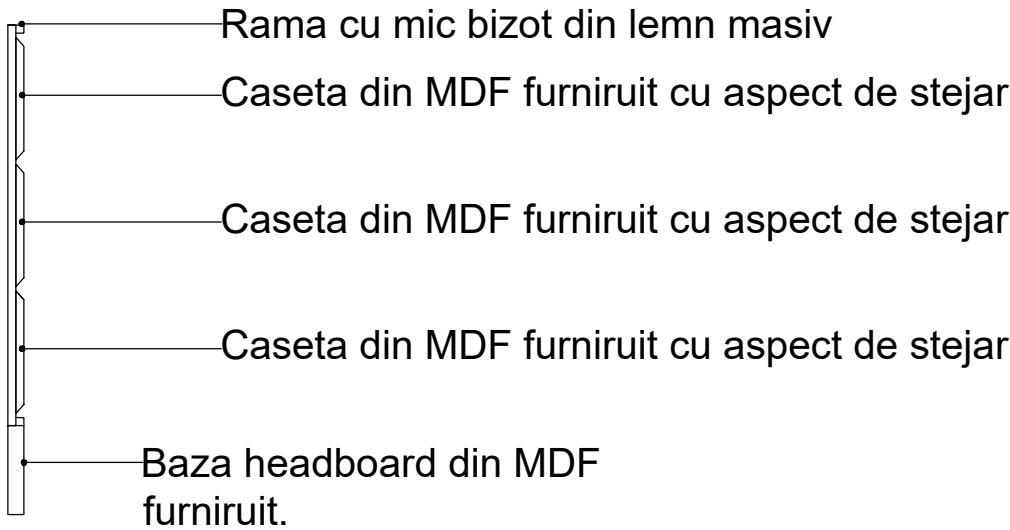 Rama cu mic bizot din lemn masiv
Caseta din MDF furniruit cu aspect de stejar
Caseta din MDF furniruit cu aspect de stejar
Caseta din MDF furniruit cu aspect de stejar
Baza headboard din MDF
furniruit.